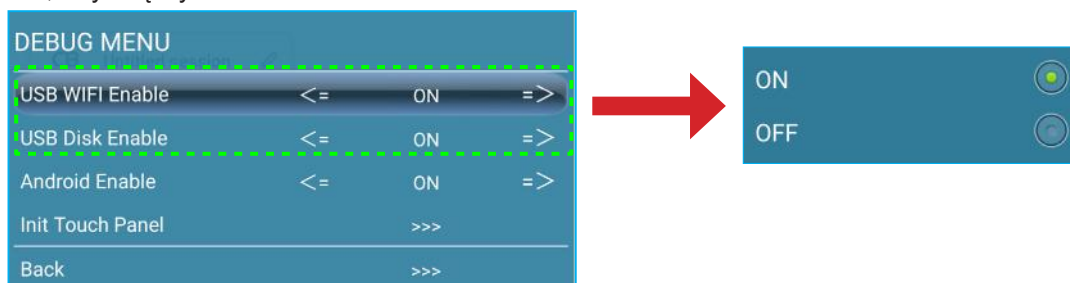 DEBUG MENU
USB WIFI Enable <= ON =>
USB Disk Enable <= ON =>
Android Enable <= ON =>
Init Touch Panel >>>
Back >>>
ON
OFF